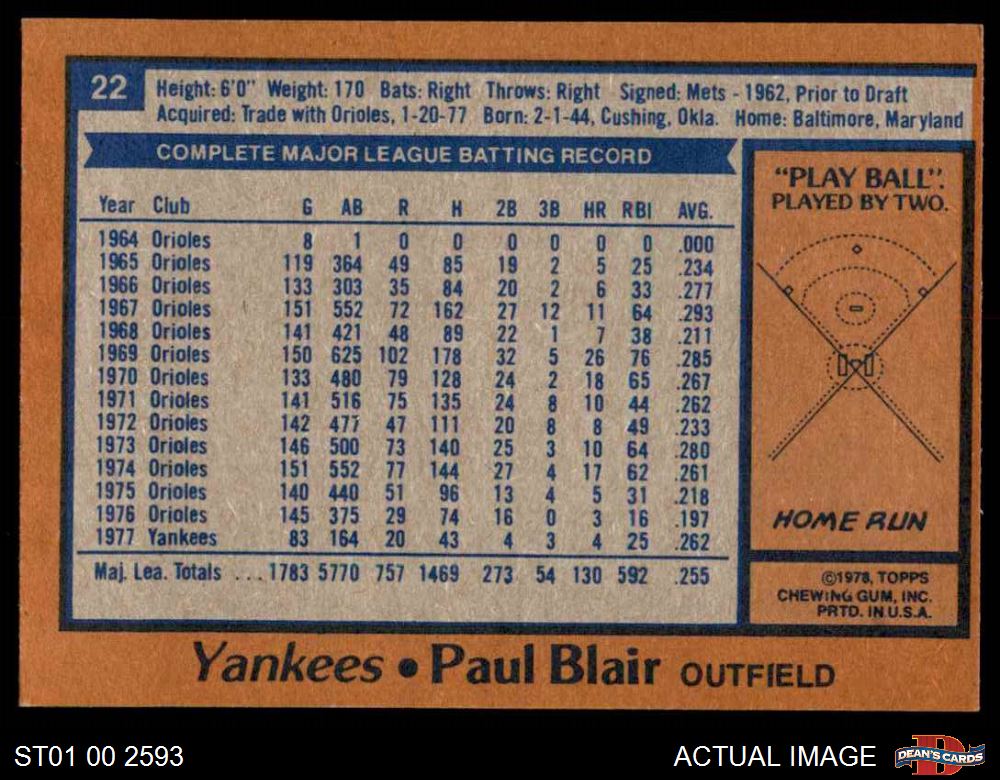 22
Height: 6'0" Weight: 170 Bats: Right Throws: Right Signed: Mets - 1962, Prior to Draft
Acquired: Trade with Orioles, 1-20-77 Born: 2-1-44, Cushing, Okla. Home: Baltimore, Maryland
COMPLETE MAJOR LEAGUE BATTING RECORD
Year Club G AB R H 2B 3B HR RBI AVG.
1964 Orioles 8 1 0 0 0 0 0 0 .000
1965 Orioles 119 364 49 85 19 2 5 25 .234
1966 Orioles 133 303 35 84 20 2 6 33 .277
1967 Orioles 151 552 72 162 27 12 11 64 .293
1968 Orioles 141 421 48 89 22 1 7 38 .211
1969 Orioles 150 625 102 178 32 5 26 76 .285
1970 Orioles 133 480 79 128 24 2 18 65 .267
1971 Orioles 141 516 75 135 24 8 10 44 .262
1972 Orioles 142 477 47 111 20 8 8 49 .233
1973 Orioles 146 500 73 140 25 3 10 64 .280
1974 Orioles 151 552 77 144 27 4 17 62 .261
1975 Orioles 140 440 51 96 13 4 5 31 .218
1976 Orioles 145 375 29 74 16 0 3 16 .197
1977 Yankees 83 164 20 43 4 3 4 25 .262
Maj. Lea. Totals ... 1783 5770 757 1469 273 54 130 592 .255
"PLAY BALL".
PLAYED BY TWO.
HOME RUN
©1978, TOPPS
CHEWING GUM, INC.
PRTD. IN U.S.A.
Yankees • Paul Blair OUTFIELD
ST01 00 2593
ACTUAL IMAGE
DEAN'S CARDS